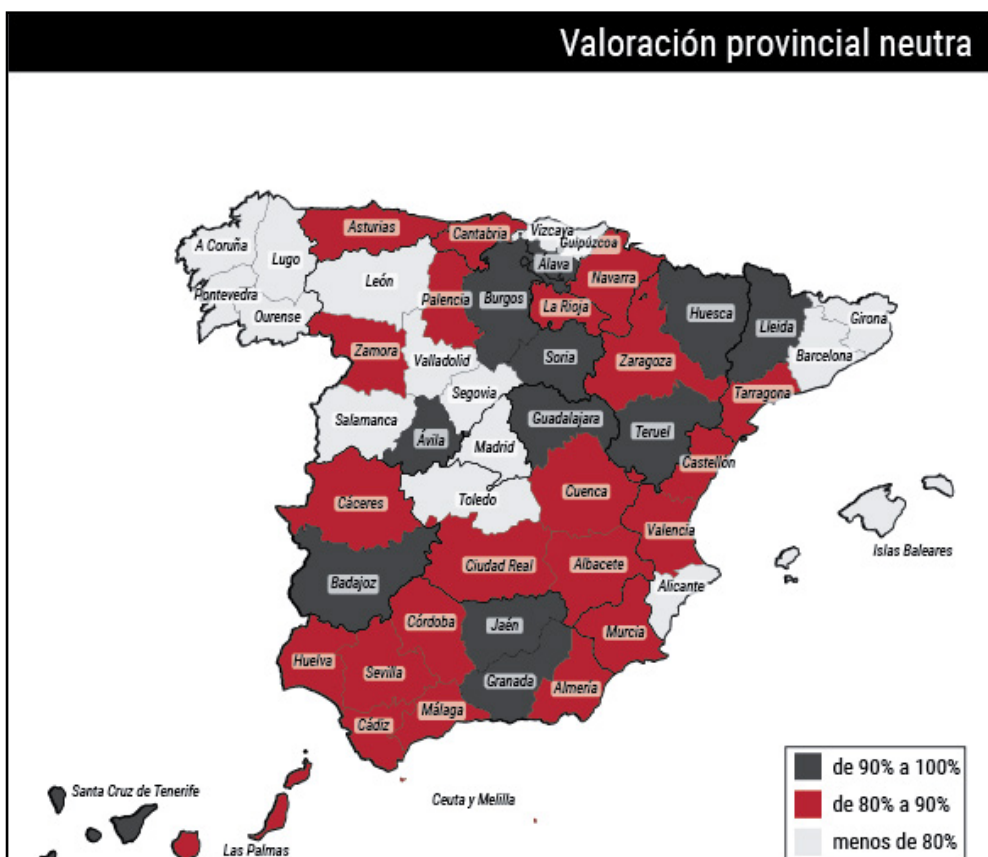 Valoración provincial neutra
Asturias
Cantabria
Vizcaya
Guipúzcoa
A Coruña
Lugo
León
Álava
Navarra
Palencia
Burgos
La Rioja
Huesca
Lleida
Girona
Pontevedra
Ourense
Zamora
Valladolid
Soria
Zaragoza
Barcelona
Segovia
Tarragona
Salamanca
Ávila
Madrid
Guadalajara
Teruel
Castellón
Cáceres
Toledo
Cuenca
Valencia
Islas Baleares
Ciudad Real
Albacete
Alicante
Badajoz
Córdoba
Jaén
Murcia
Huelva
Sevilla
Granada
Almería
Cádiz
Málaga
Santa Cruz de Tenerife
Ceuta y Melilla
Las Palmas
de 90% a 100%
de 80% a 90%
menos de 80%